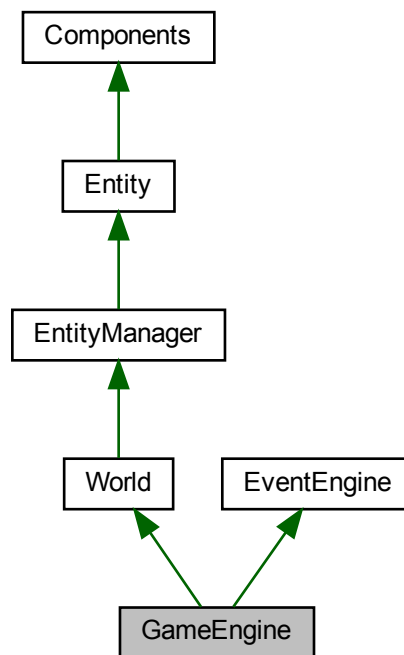 Components
Entity
EntityManager
World
EventEngine
GameEngine